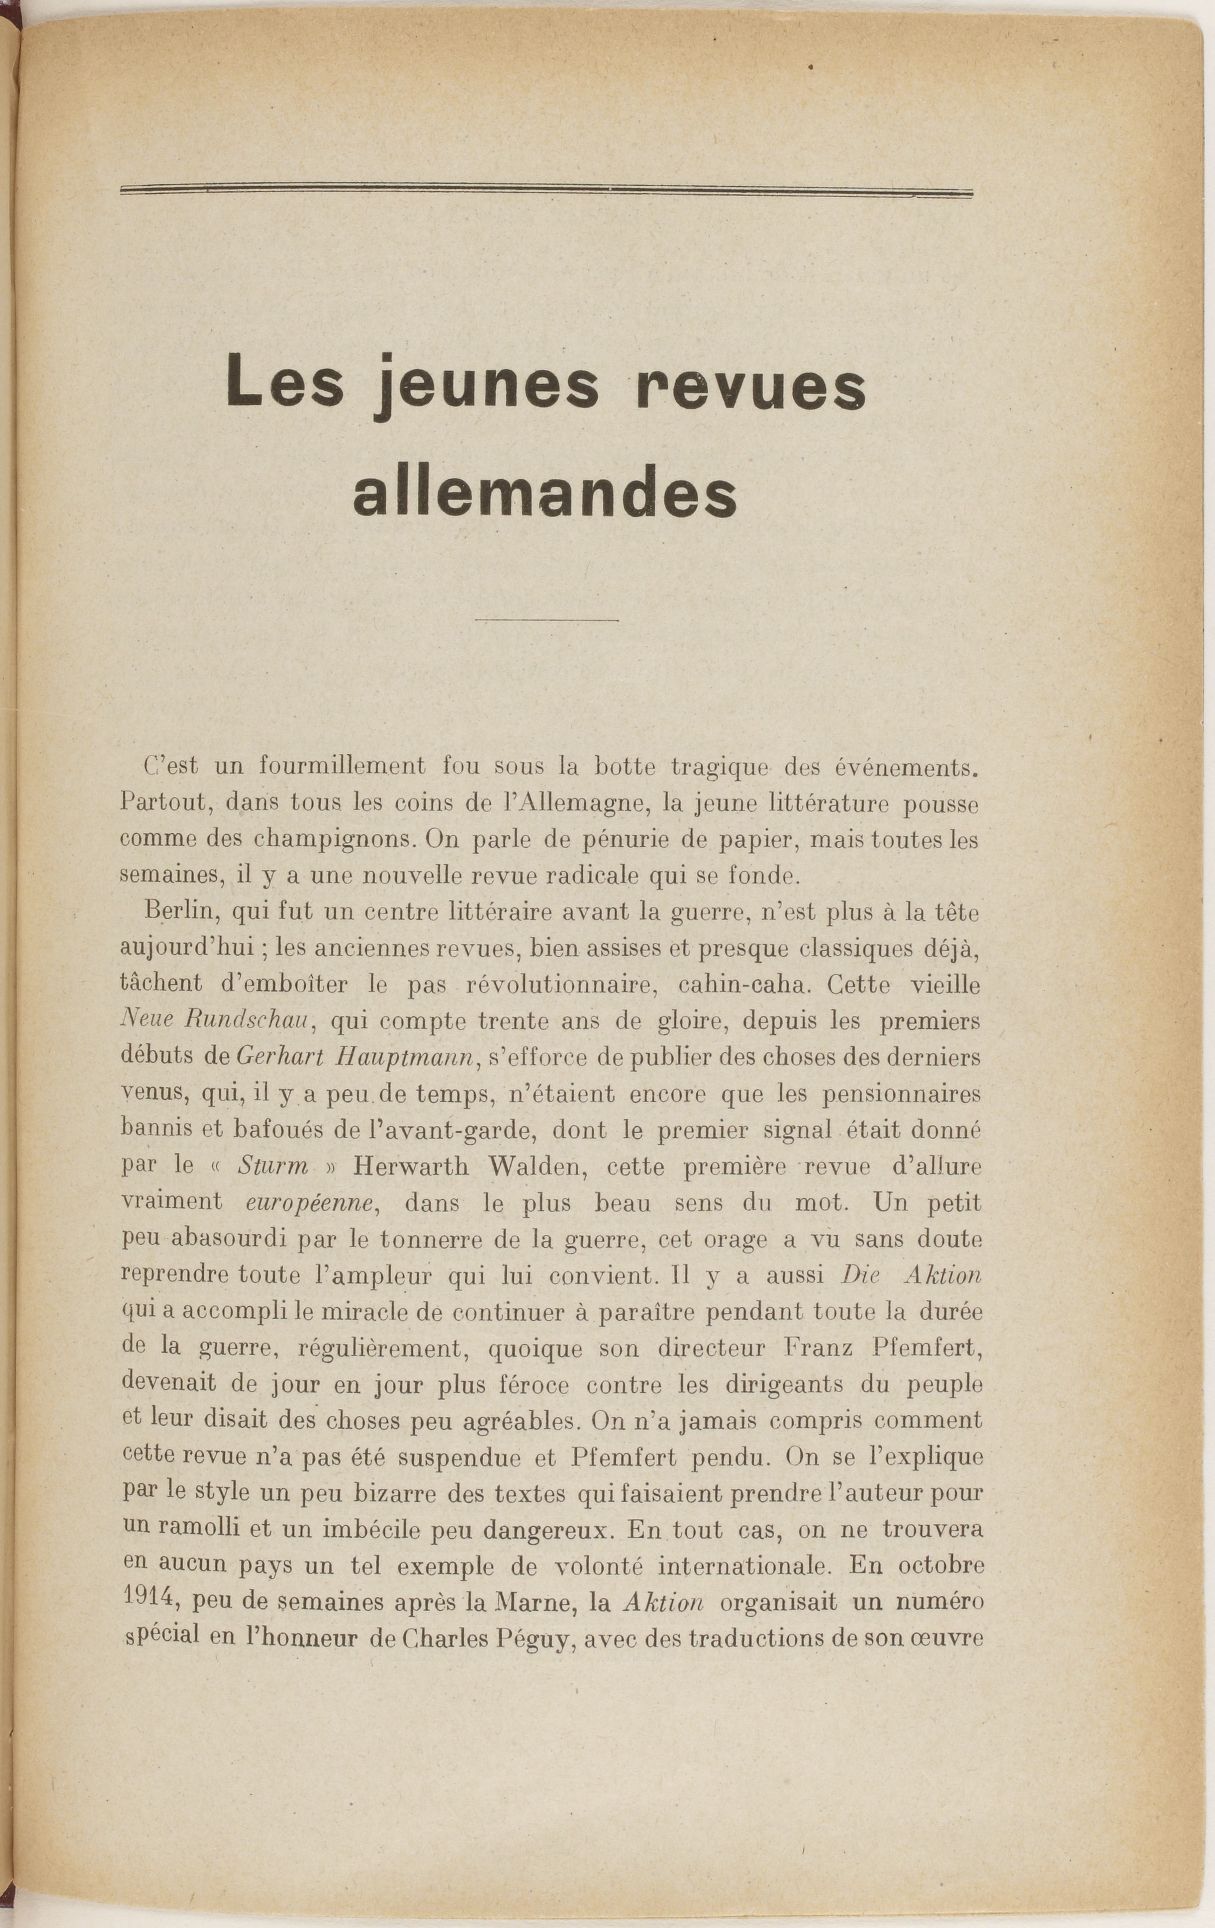 Les jeunes revues
allemandes
C'est un fourmillement fou sous la botte tragique des événements.
Partout, dans tous les coins de l'Allemagne, la jeune littérature pousse
comme des champignons. On parle de pénurie de papier, mais toutes les
semaines, il y a une nouvelle revue radicale qui se fonde.
Berlin, qui fut un centre littéraire avant la guerre, n'est plus à la tête
aujourd'hui ; les anciennes revues, bien assises et presque classiques déjà,
tâchent d'emboîter le pas révolutionnaire, cahin-caha. Cette vieille
Neue Rundschau, qui compte trente ans de gloire, depuis les premiers
débuts de Gerhart Hauptmann, s'efforce de publier des choses des derniers
venus, qui, il y a peu de temps, n'étaient encore que les pensionnaires
bannis et bafoués de l'avant-garde, dont le premier signal était donné
par le « Sturm » Herwarth Walden, cette première revue d'allure
vraiment européenne, dans le plus beau sens du mot. Un petit
peu abasourdi par le tonnerre de la guerre, cet orage a vu sans doute
reprendre toute l'ampleur qui lui convient. Il y a aussi Die Aktion
qui a accompli le miracle de continuer à paraître pendant toute la durée
de la guerre, régulièrement, quoique son directeur Franz Pfemfert,
devenait de jour en jour plus féroce contre les dirigeants du peuple
et leur disait des choses peu agréables. On n'a jamais compris comment
cette revue n'a pas été suspendue et Pfemfert pendu. On se l'explique
par le style un peu bizarre des textes qui faisaient prendre l'auteur pour
un ramolli et un imbécile peu dangereux. En tout cas, on ne trouvera
en aucun pays un tel exemple de volonté internationale. En octobre
1914, peu de semaines après la Marne, la Aktion organisait un numéro
spécial en l'honneur de Charles Péguy, avec des traductions de son œuvre